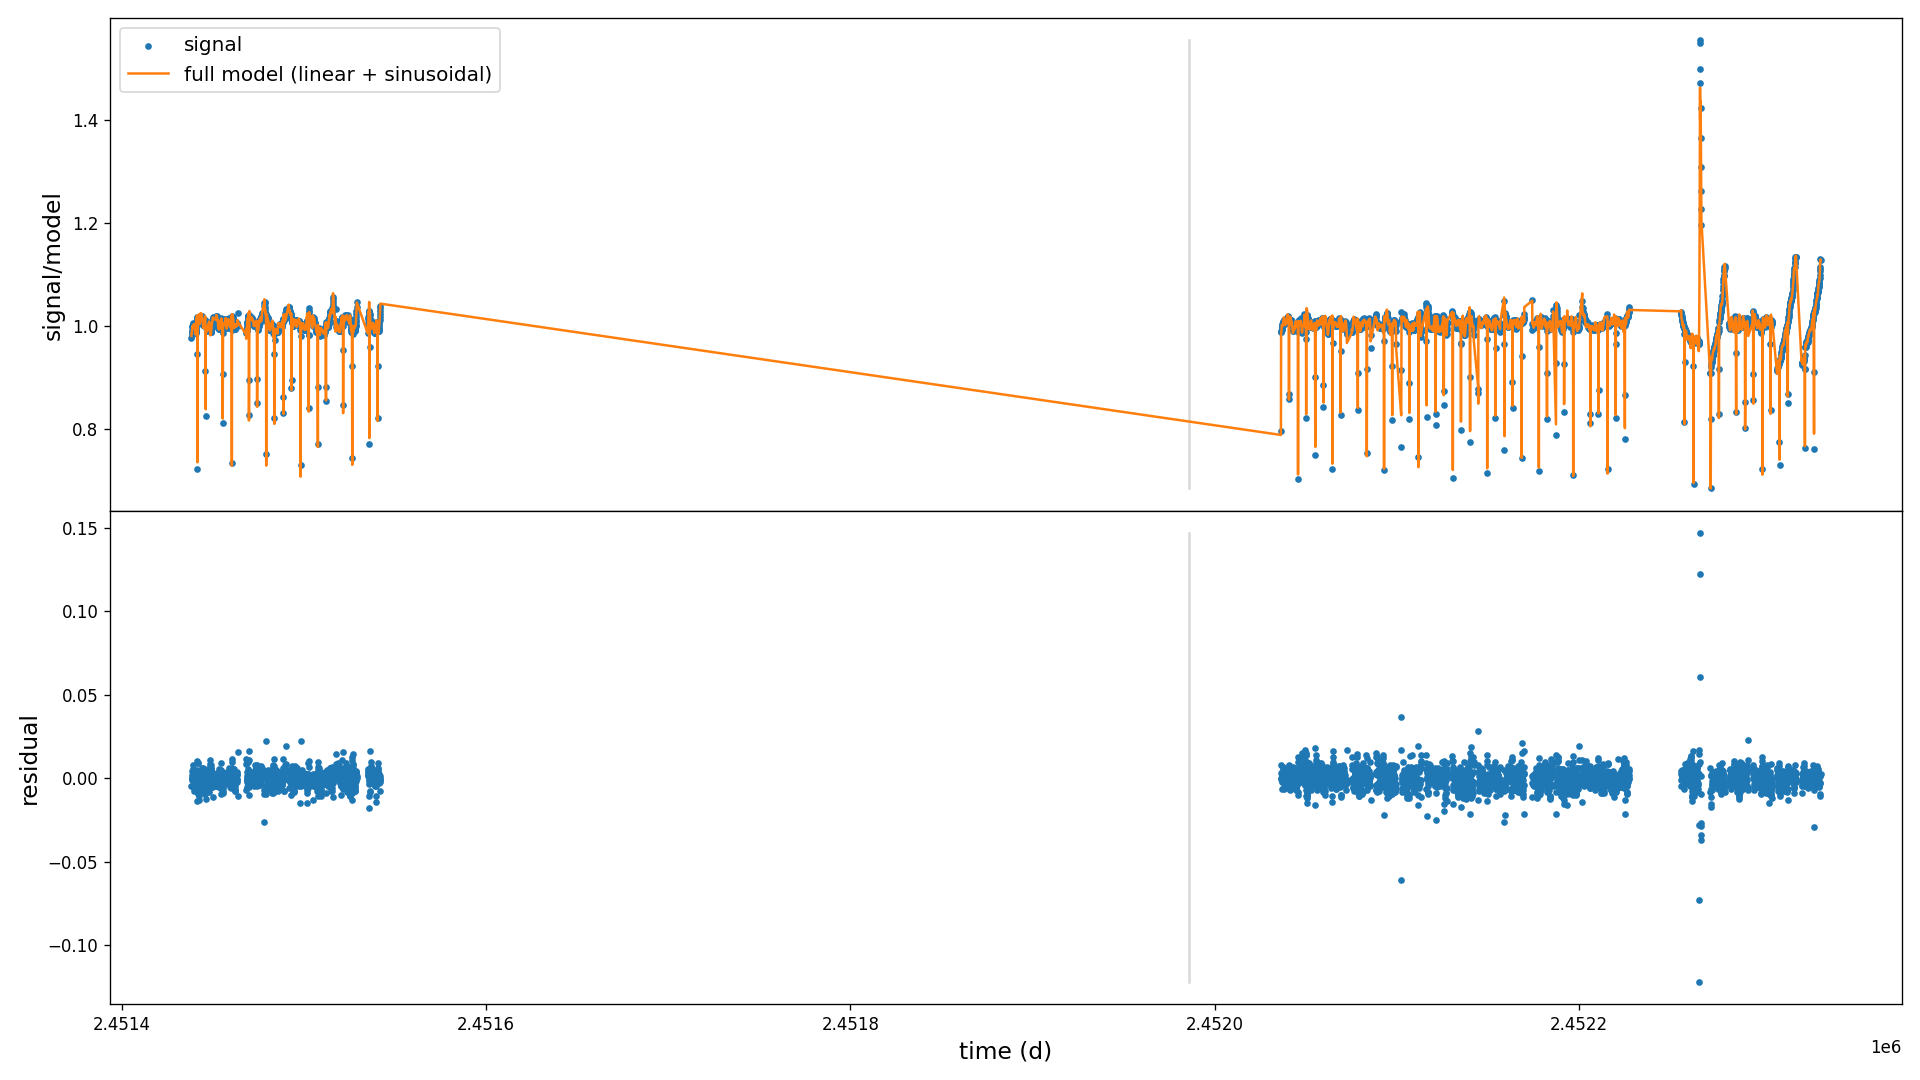 signal
full model (linear + sinusoidal)
signal/model
1.4
1.2
1.0
0.8
residual
0.15
0.10
0.05
0.00
−0.05
−0.10
2.4514
2.4516
2.4518
2.4520
2.4522
1e6
time (d)